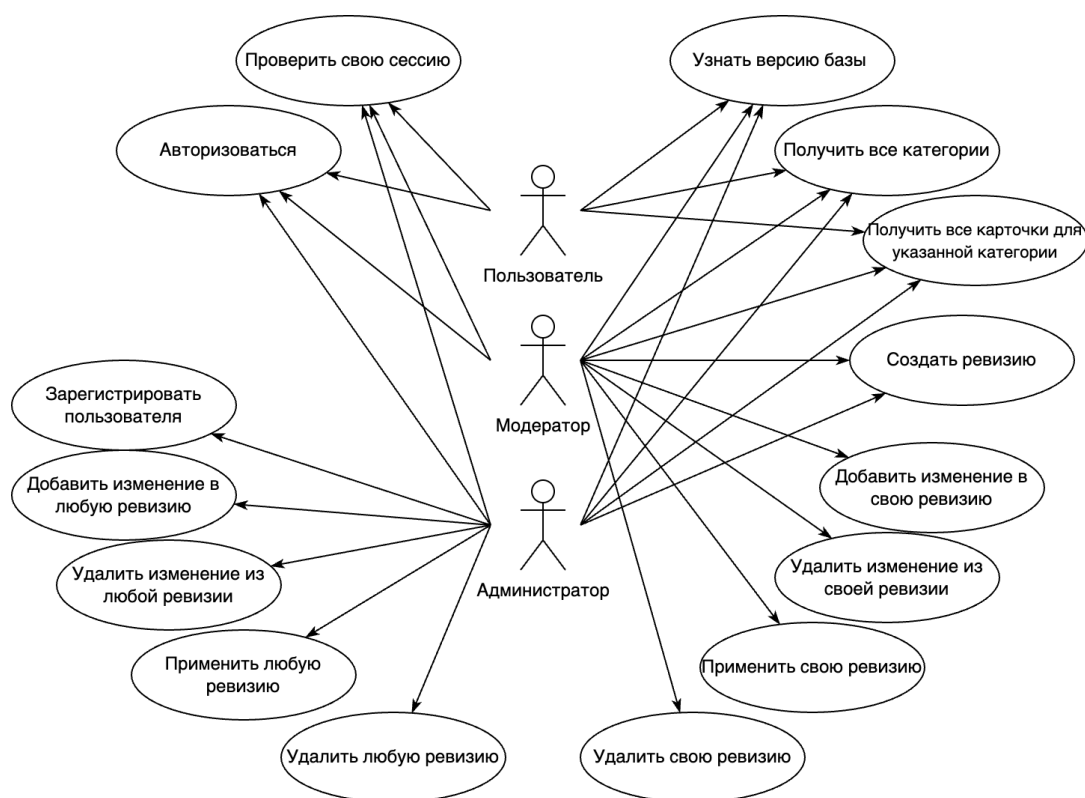 Проверить свою сессию
Узнать версию базы
Авторизоваться
Получить все категории
Получить все карточки для
указанной категории
Пользователь
Создать ревизию
Модератор
Зарегистрировать
пользователя
Добавить изменение в
любую ревизию
Добавить изменение в
свою ревизию
Удалить изменение из
любой ревизии
Удалить изменение из
своей ревизии
Администратор
Применить любую
ревизию
Применить свою ревизию
Удалить любую ревизию
Удалить свою ревизию